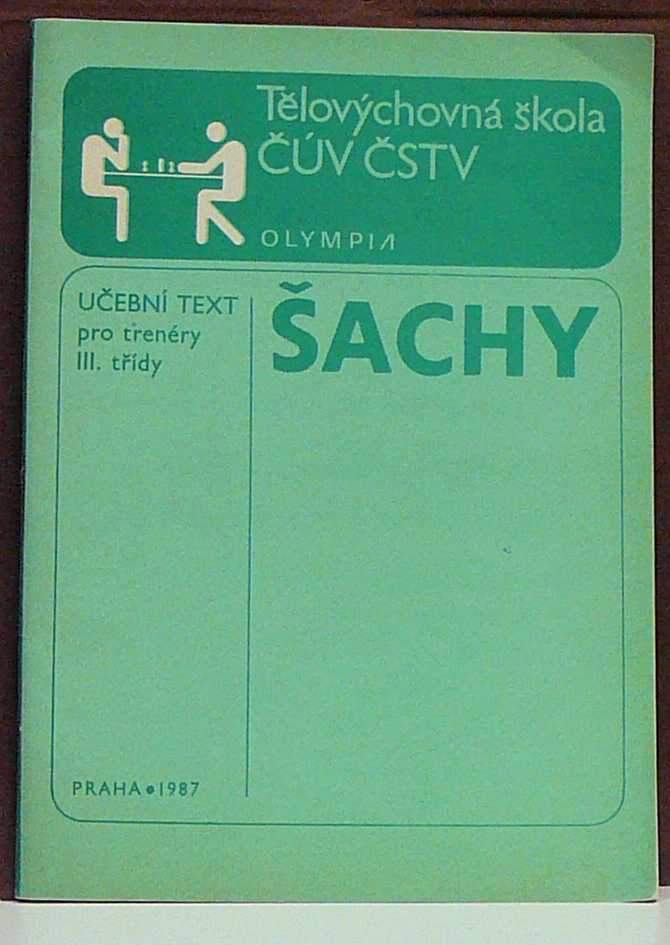 Tělovýchovná škola
ČÚV ČSTV
OLYMPIA
UČEBNÍ TEXT
pro trenéry
III. třídy
ŠACHY
PRAHA • 1987